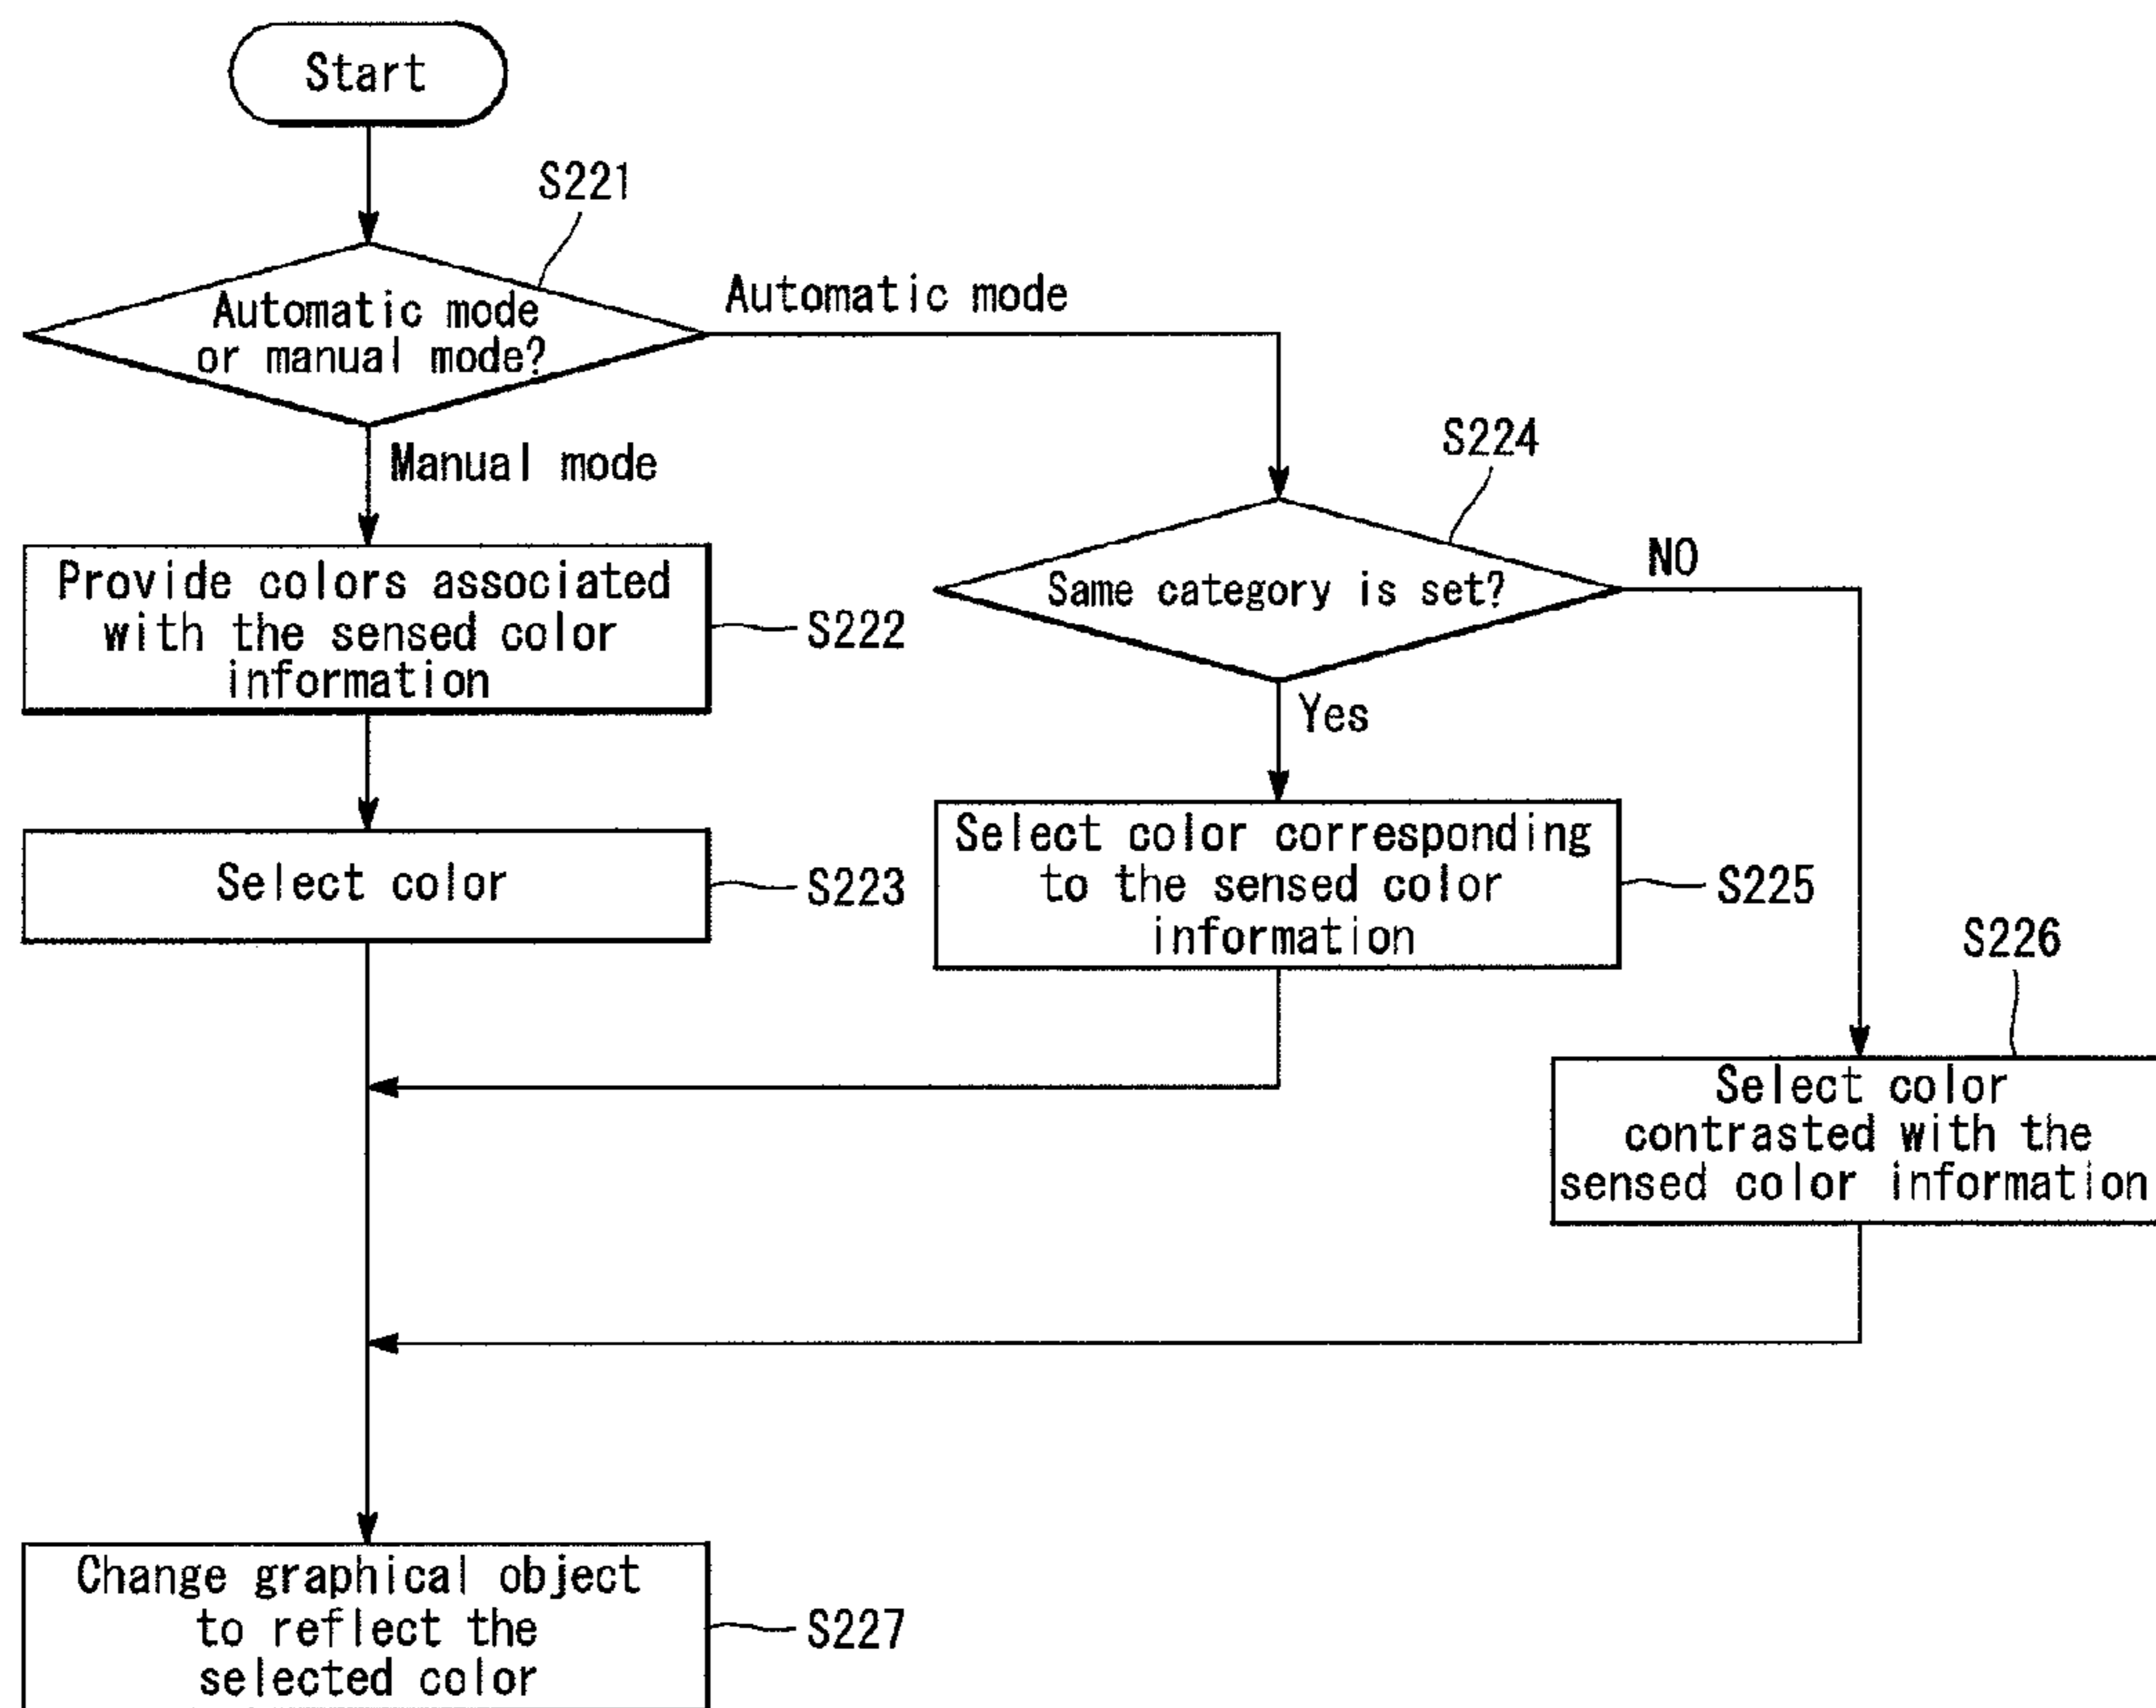 Start
S221
Automatic mode
or manual mode?
Automatic mode
Manual mode
S224
Same category is set?
NO
Yes
Provide colors associated
with the sensed color
information
S222
Select color
S223
Select color corresponding
to the sensed color
information
S225
S226
Select color
contrasted with the
sensed color information
Change graphical object
to reflect the
selected color
S227